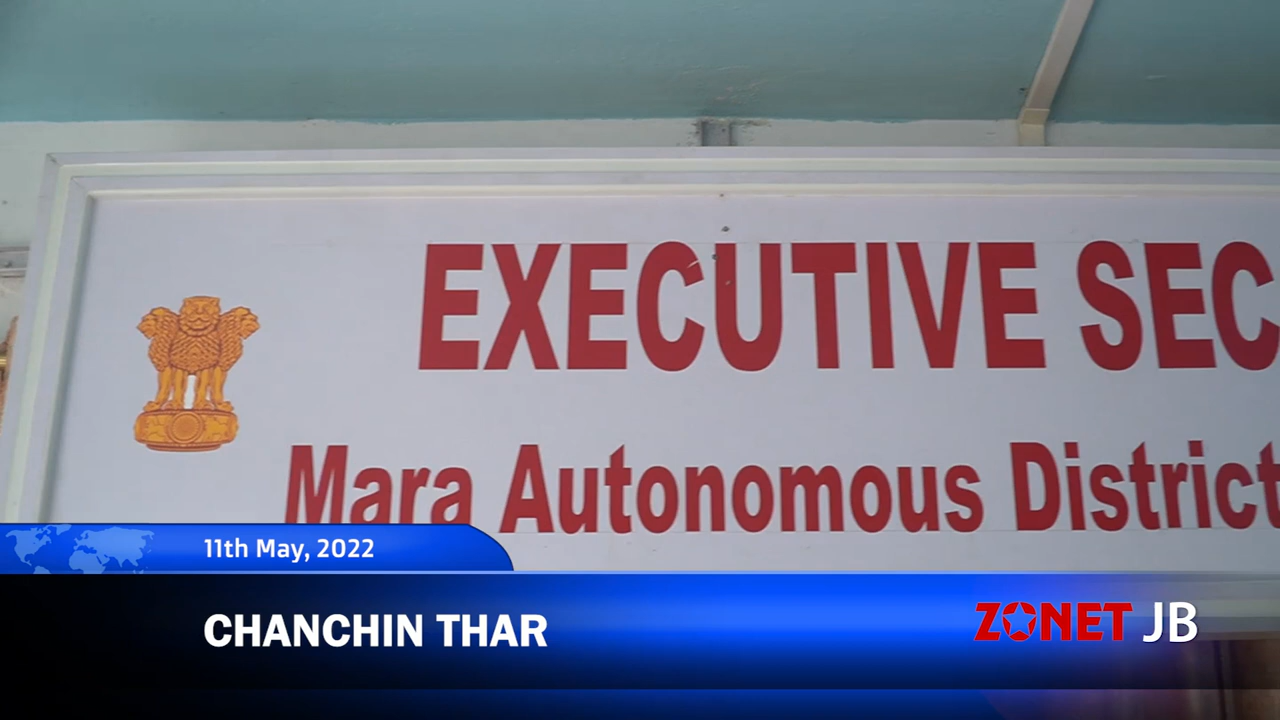 EXECUTIVE SEC
Mara Autonomous District
11th May, 2022
CHANCHIN THAR
ZONET JB